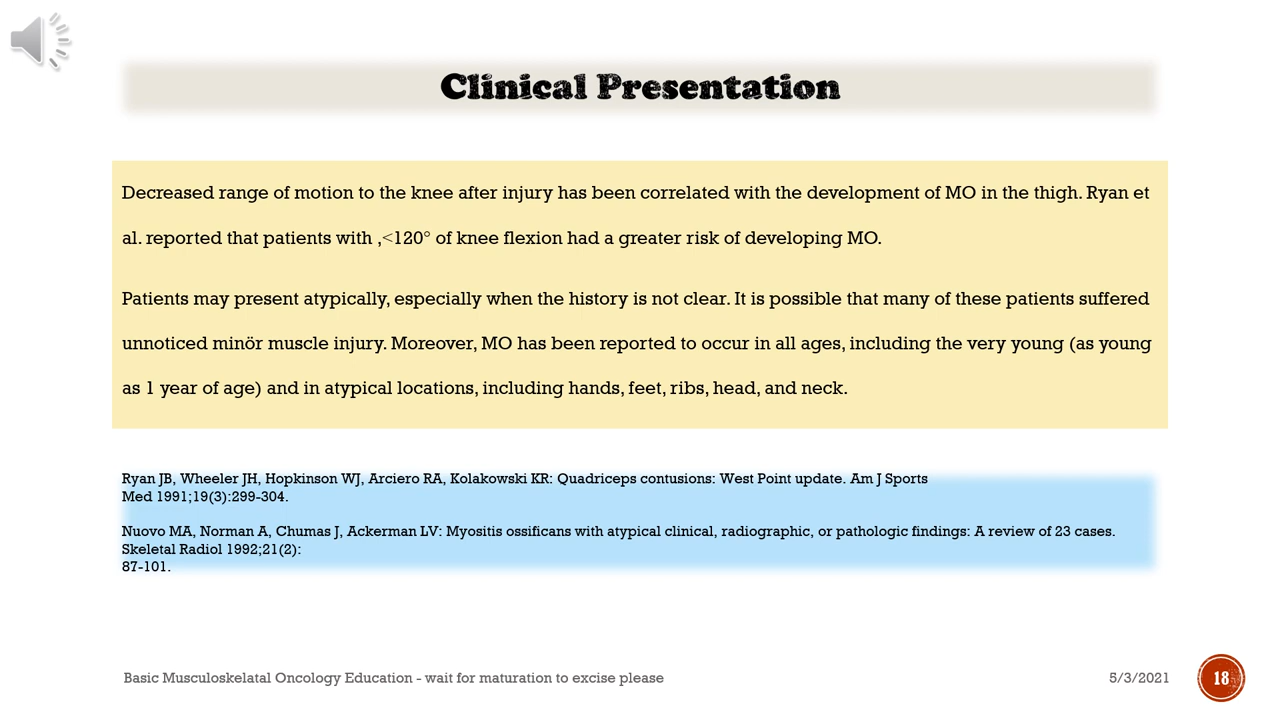 Clinical Presentation
Decreased range of motion to the knee after injury has been correlated with the development of MO in the thigh. Ryan et
al. reported that patients with ,<120° of knee flexion had a greater risk of developing MO.
Patients may present atypically, especially when the history is not clear. It is possible that many of these patients suffered
unnoticed minör muscle injury. Moreover, MO has been reported to occur in all ages, including the very young (as young
as 1 year of age) and in atypical locations, including hands, feet, ribs, head, and neck.
Ryan JB, Wheeler JH, Hopkinson WJ, Arciero RA, Kolakowski KR: Quadriceps contusions: West Point update. Am J Sports
Med 1991;19(3):299-304.
Nuovo MA, Norman A, Chumas J, Ackerman LV: Myositis ossificans with atypical clinical, radiographic, or pathologic findings: A review of 23 cases.
Skeletal Radiol 1992;21(2):
87-101.
Basic Musculoskelatal Oncology Education - wait for maturation to excise please
5/3/2021
18